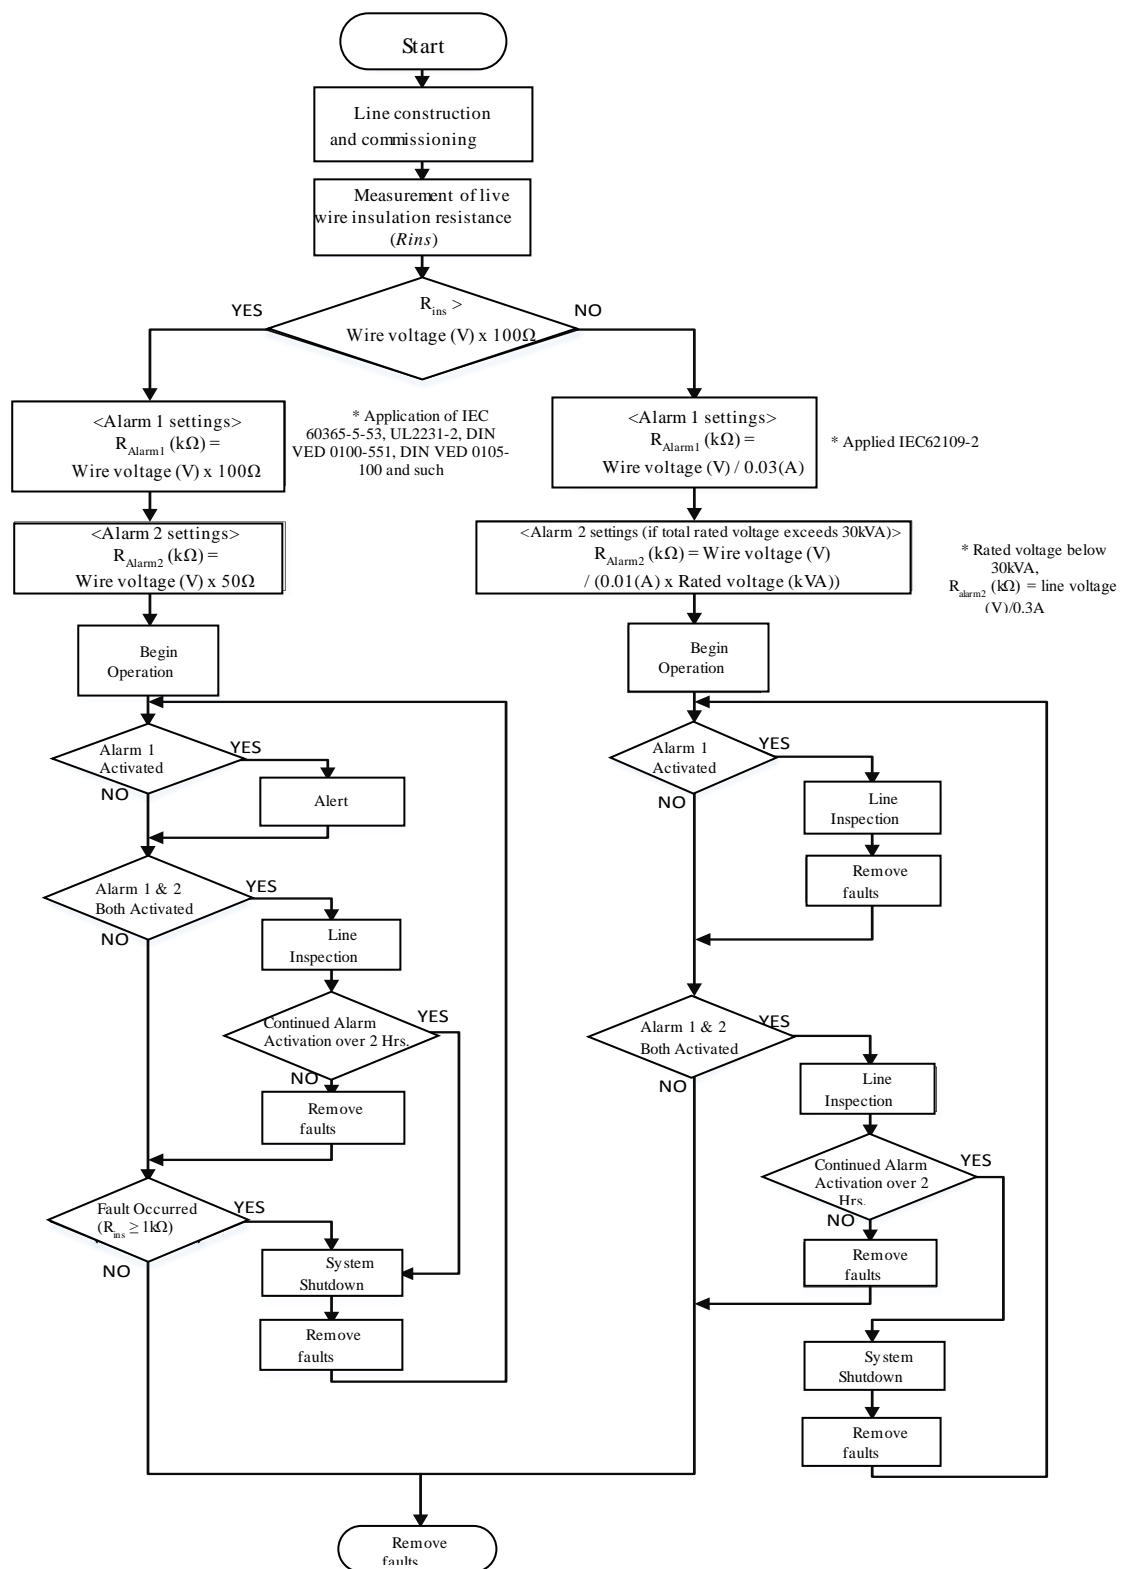 Start
Line construction
and commissioning
Measurement of live
wire insulation resistance
(Rins)
R_ins >
Wire voltage (V) x 100Ω
YES
NO
<Alarm 1 settings>
R_Alarm1 (kΩ) =
Wire voltage (V) x 100Ω
* Application of IEC
60365-5-53, UL2231-2, DIN
VED 0100-551, DIN VED 0105-
100 and such
<Alarm 1 settings>
R_Alarm1 (kΩ) =
Wire voltage (V) / 0.03(A)
* Applied IEC62109-2
<Alarm 2 settings>
R_Alarm2 (kΩ) =
Wire voltage (V) x 50Ω
<Alarm 2 settings (if total rated voltage exceeds 30kVA)>
R_Alarm2 (kΩ) = Wire voltage (V)
/ (0.01(A) x Rated voltage (kVA))
* Rated voltage below
30kVA,
R_alarm2 (kΩ) = line voltage
(V)/0.3A
Begin
Operation
Alarm 1
Activated
YES
NO
Alert
Alarm 1 & 2
Both Activated
YES
NO
Line
Inspection
Continued Alarm
Activation over 2 Hrs.
YES
NO
Remove
faults
Fault Occurred
(R_ins ≥ 1kΩ)
YES
NO
System
Shutdown
Remove
faults
Begin
Operation
Alarm 1
Activated
YES
NO
Line
Inspection
Remove
faults
Alarm 1 & 2
Both Activated
YES
NO
Line
Inspection
Continued Alarm
Activation over 2
Hrs.
YES
NO
Remove
faults
System
Shutdown
Remove
faults
Remove
faults